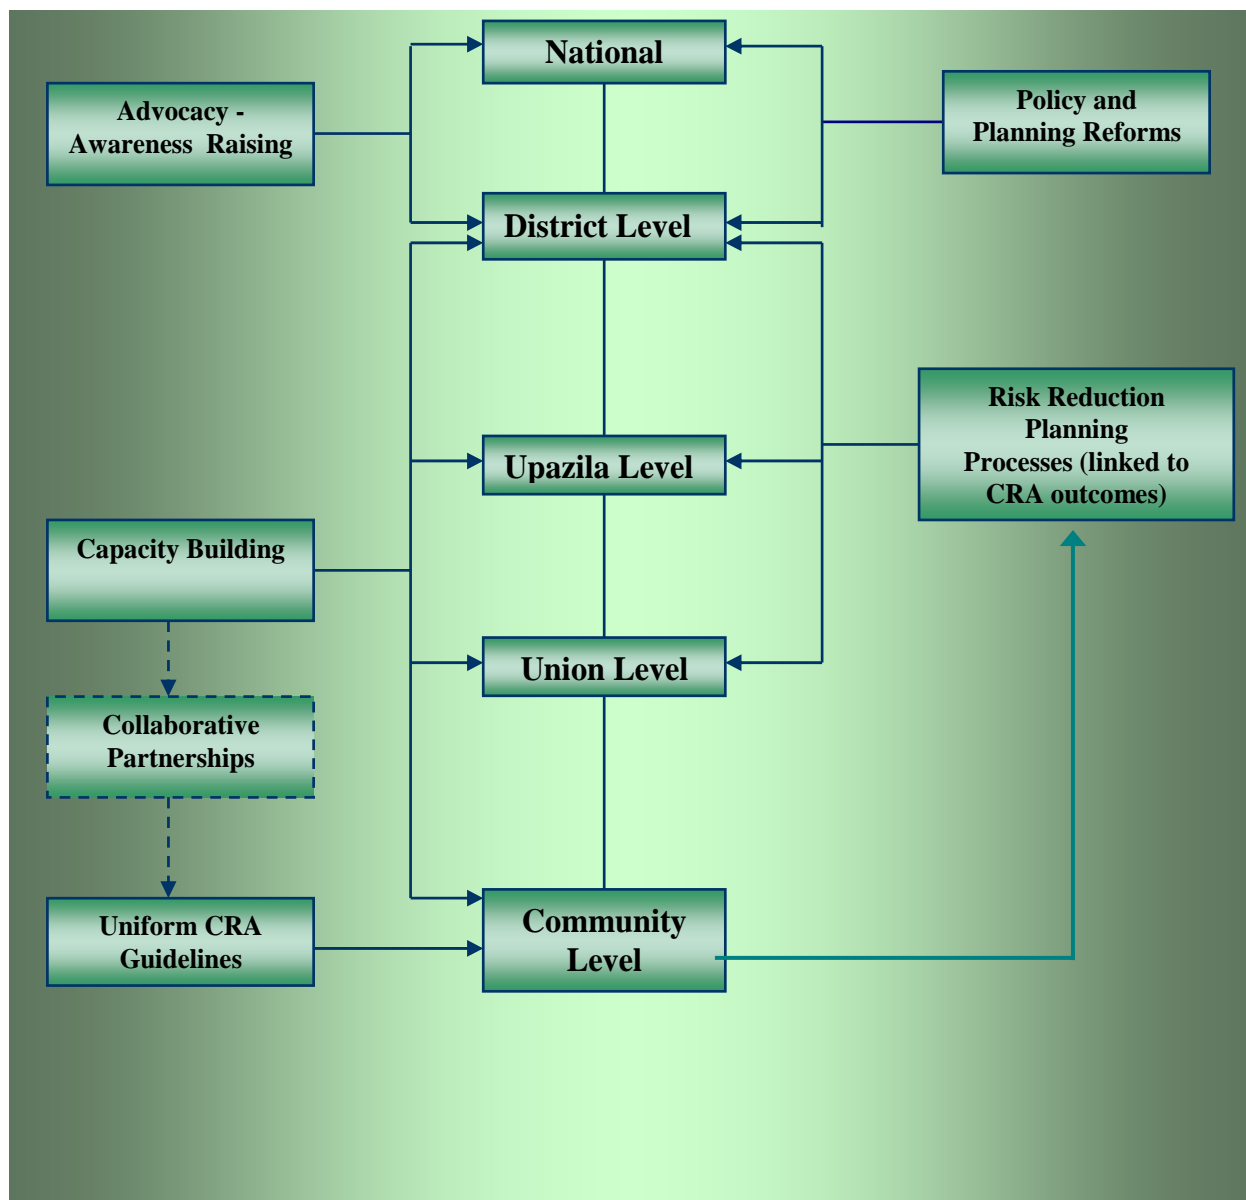 National
Advocacy -
Awareness Raising
Policy and
Planning Reforms
District Level
Risk Reduction
Planning
Processes (linked to
CRA outcomes)
Upazila Level
Capacity Building
Union Level
Collaborative
Partnerships
Uniform CRA
Guidelines
Community
Level